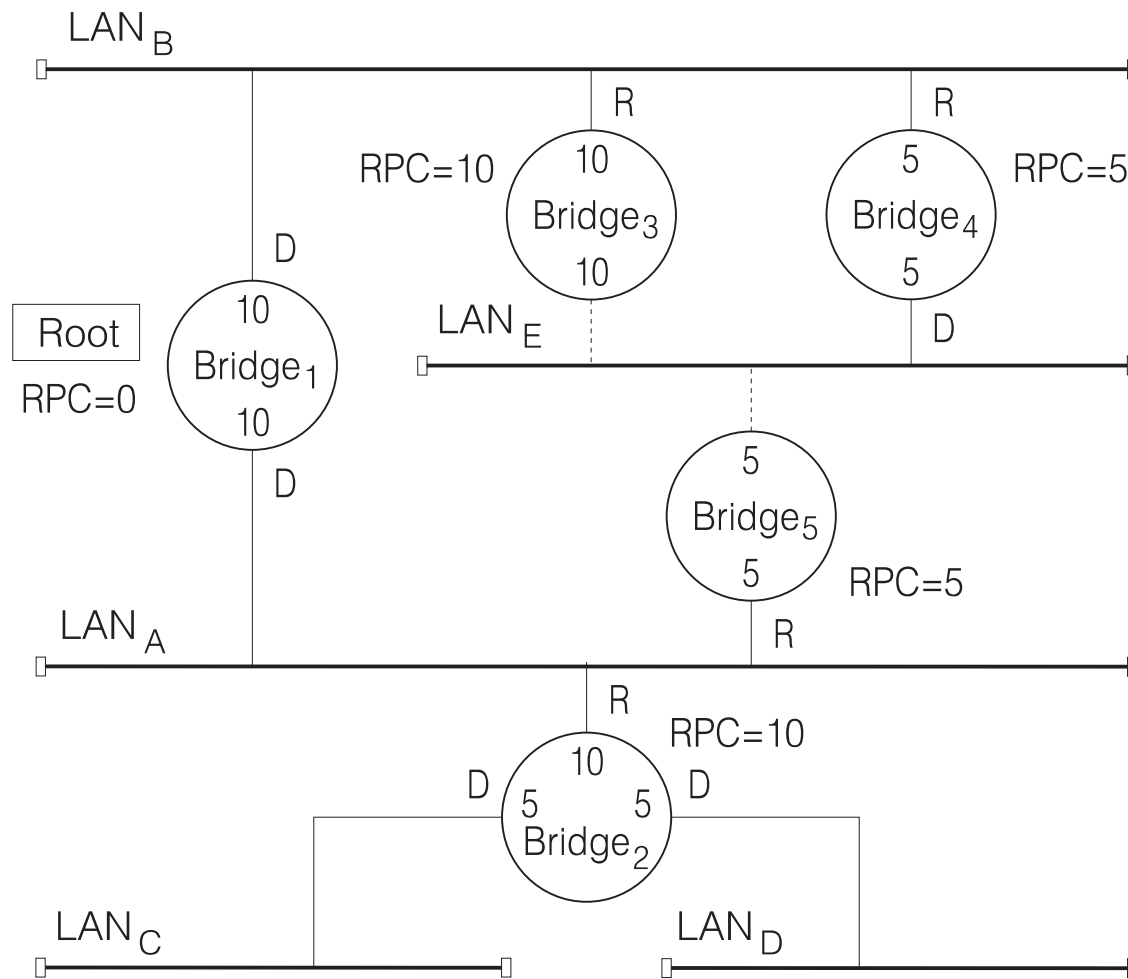 LAN B
R
R
10
5
RPC=10
RPC=5
Bridge3
Bridge4
10
5
D
10
LAN E
D
Root
Bridge1
RPC=0
10
D
5
Bridge5
5
RPC=5
LAN A
R
R
RPC=10
10
D
D
5
5
Bridge2
LAN C
LAN D